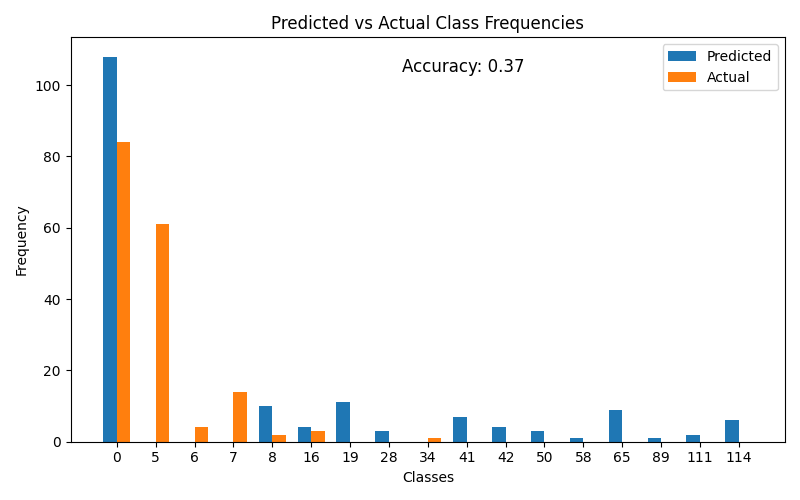 Predicted vs Actual Class Frequencies
Accuracy: 0.37
Predicted
Actual
Frequency
100
80
60
40
20
0
0 5 6 7 8 16 19 28 34 41 42 50 58 65 89 111 114
Classes